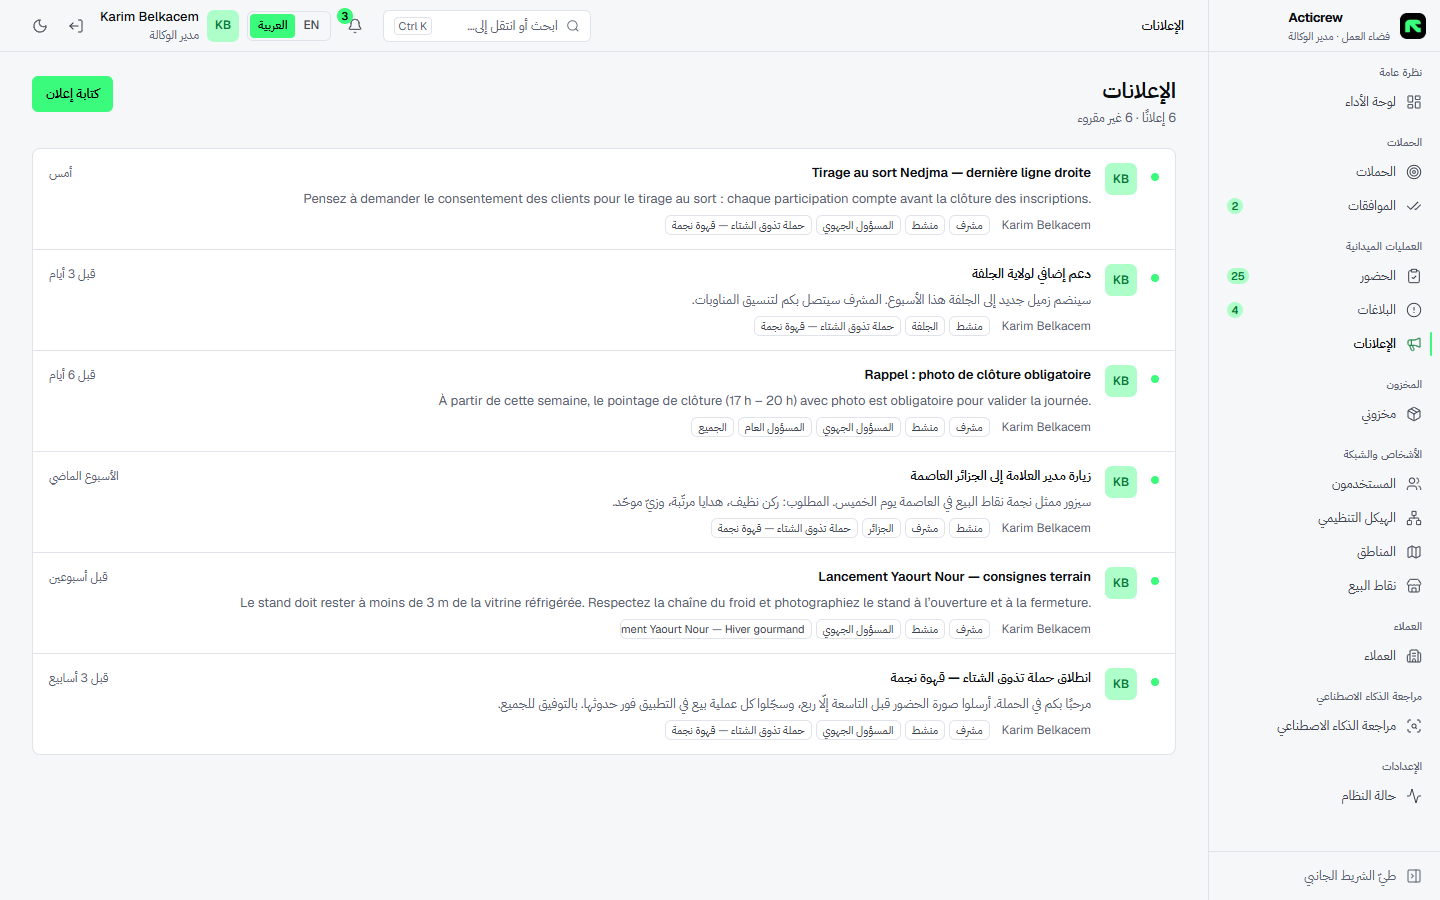 Acticrew
فضاء العمل · مدير الوكالة
نظرة عامة
لوحة الأداء
الحملات
الحملات
الموافقات 2
العمليات الميدانية
الحضور 25
البلاغات 4
الإعلانات
المخزون
مخزوني
الأشخاص والشبكة
المستخدمون
الهيكل التنظيمي
المناطق
نقاط البيع
العملاء
العملاء
مراجعة الذكاء الاصطناعي
مراجعة الذكاء الاصطناعي
الإعدادات
حالة النظام
طيّ الشريط الجانبي
الإعلانات
ابحث أو انتقل إلى... Ctrl K
3
العربية EN
KB
Karim Belkacem
مدير الوكالة
الإعلانات
6 إعلانًا · 6 غير مقروء
كتابة إعلان
KB
Tirage au sort Nedjma — dernière ligne droite
أمس
Pensez à demander le consentement des clients pour le tirage au sort : chaque participation compte avant la clôture des inscriptions.
Karim Belkacem مشرف منشط المسؤول الجهوي حملة تذوق الشتاء — قهوة نجمة
KB
دعم إضافي لولاية الجلفة
قبل 3 أيام
سينضم زميل جديد إلى الجلفة هذا الأسبوع. المشرف سيتصل بكم لتنسيق المناوبات.
Karim Belkacem منشط الجلفة حملة تذوق الشتاء — قهوة نجمة
KB
Rappel : photo de clôture obligatoire
قبل 6 أيام
À partir de cette semaine, le pointage de clôture (17 h – 20 h) avec photo est obligatoire pour valider la journée.
Karim Belkacem مشرف منشط المسؤول الجهوي المسؤول العام الجميع
KB
زيارة مدير العلامة إلى الجزائر العاصمة
الأسبوع الماضي
سيزور ممثل نجمة نقاط البيع في العاصمة يوم الخميس. المطلوب: ركن نظيف، هدايا مرتّبة، وزيّ موحّد.
Karim Belkacem منشط مشرف الجزائر حملة تذوق الشتاء — قهوة نجمة
KB
Lancement Yaourt Nour — consignes terrain
قبل أسبوعين
Le stand doit rester à moins de 3 m de la vitrine réfrigérée. Respectez la chaîne du froid et photographiez le stand à l’ouverture et à la fermeture.
Karim Belkacem مشرف منشط المسؤول الجهوي ment Yaourt Nour — Hiver gourmand
KB
انطلاق حملة تذوق الشتاء — قهوة نجمة
قبل 3 أسابيع
مرحبًا بكم في الحملة. أرسلوا صورة الحضور قبل التاسعة إلّا ربع، وسجّلوا كل عملية بيع في التطبيق فور حدوثها. بالتوفيق للجميع.
Karim Belkacem مشرف منشط المسؤول الجهوي حملة تذوق الشتاء — قهوة نجمة